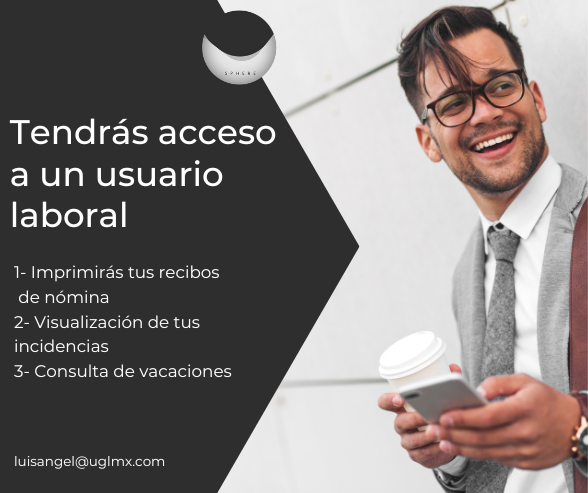 SPHERE
Tendrás acceso
a un usuario
laboral
1- Imprimirás tus recibos
de nómina
2- Visualización de tus
incidencias
3- Consulta de vacaciones
luisangel@uglmx.com